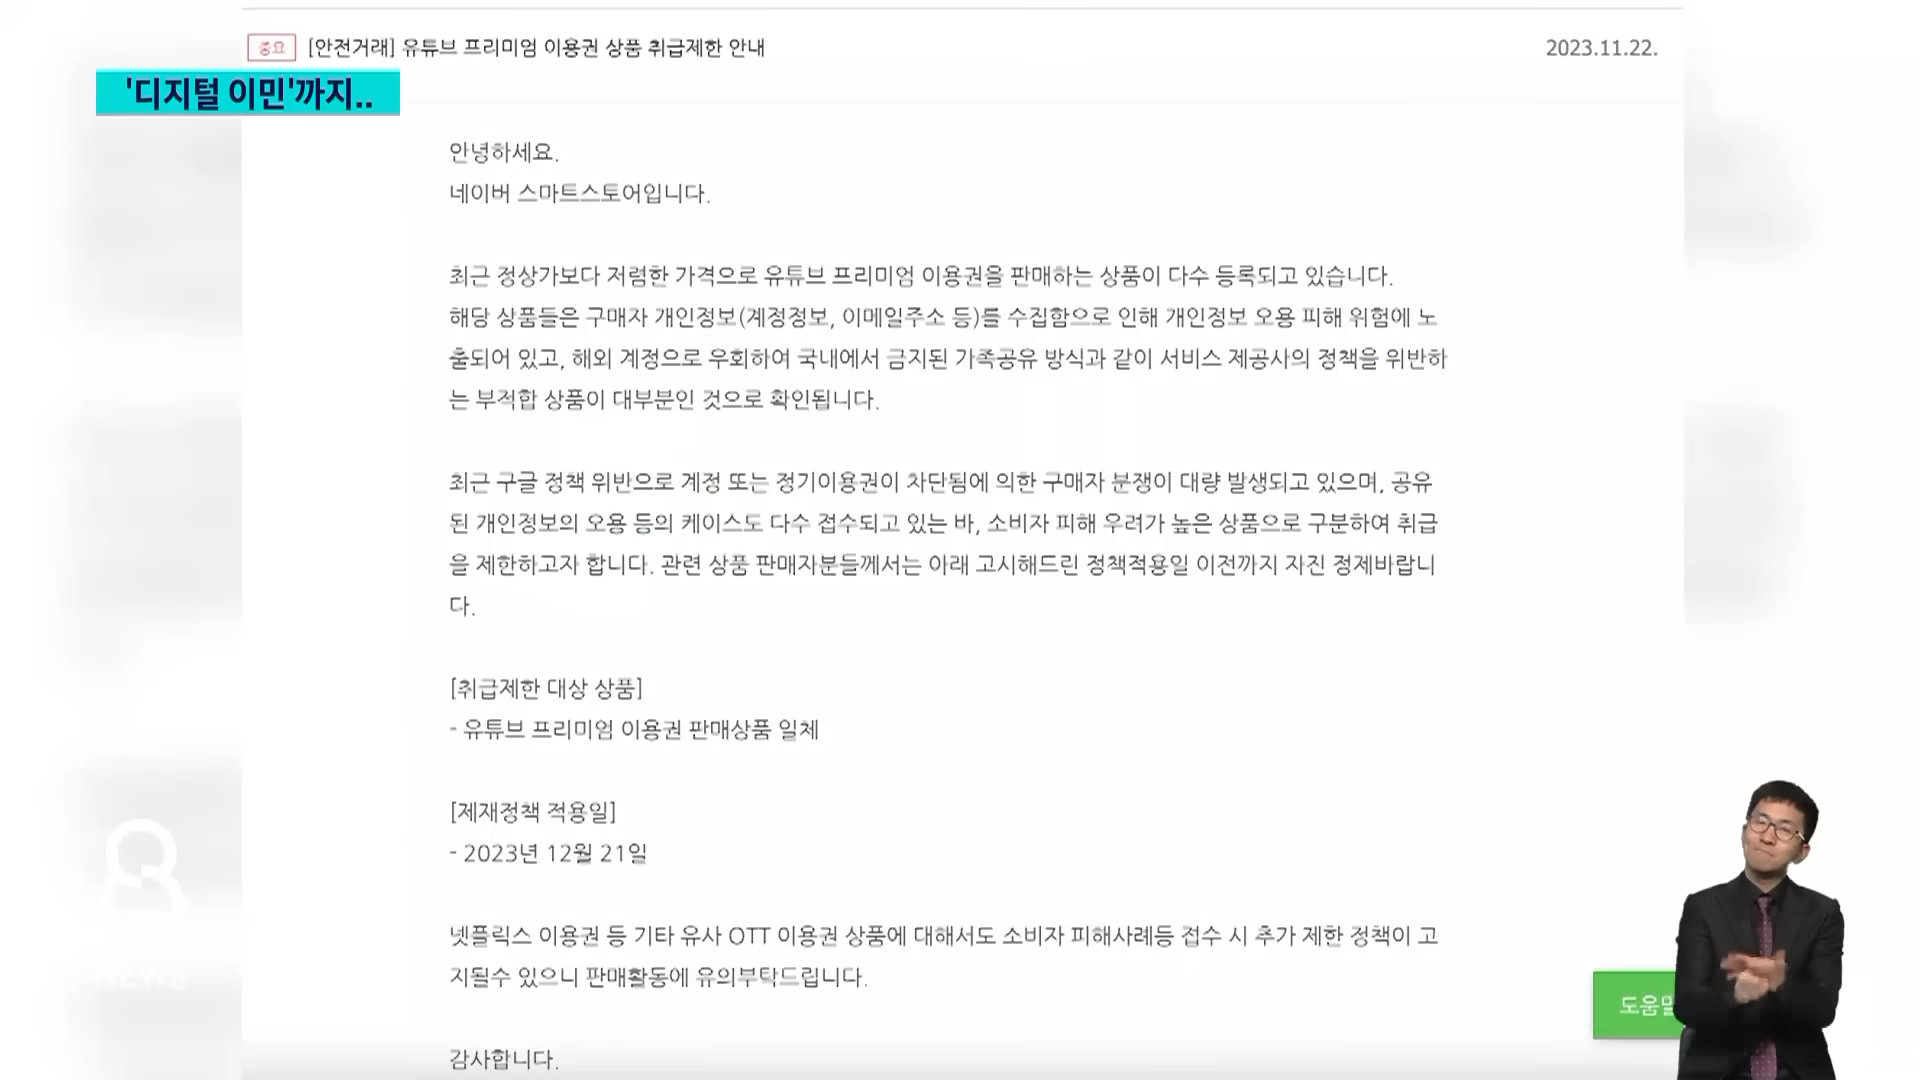 중요 [안전거래] 유튜브 프리미엄 이용권 상품 취급제한 안내 2023.11.22.
'디지털 이민'까지..
안녕하세요.
네이버 스마트스토어입니다.
최근 정상가보다 저렴한 가격으로 유튜브 프리미엄 이용권을 판매하는 상품이 다수 등록되고 있습니다.
해당 상품들은 구매자 개인정보(계정정보, 이메일주소 등)를 수집함으로 인해 개인정보 오용 피해 위험에 노
출되어 있고, 해외 계정으로 우회하여 국내에서 금지된 가족공유 방식과 같이 서비스 제공사의 정책을 위반하
는 부적합 상품이 대부분인 것으로 확인됩니다.
최근 구글 정책 위반으로 계정 또는 정기이용권이 차단됨에 의한 구매자 분쟁이 대량 발생되고 있으며, 공유
된 개인정보의 오용 등의 케이스도 다수 접수되고 있는 바, 소비자 피해 우려가 높은 상품으로 구분하여 취급
을 제한하고자 합니다. 관련 상품 판매자분들께서는 아래 고시해드린 정책적용일 이전까지 자진 정제바랍니
다.
[취급제한 대상 상품]
- 유튜브 프리미엄 이용권 판매상품 일체
[제재정책 적용일]
- 2023년 12월 21일
넷플릭스 이용권 등 기타 유사 OTT 이용권 상품에 대해서도 소비자 피해사례등 접수 시 추가 제한 정책이 고
지될수 있으니 판매활동에 유의부탁드립니다.
감사합니다.
8
NEWS